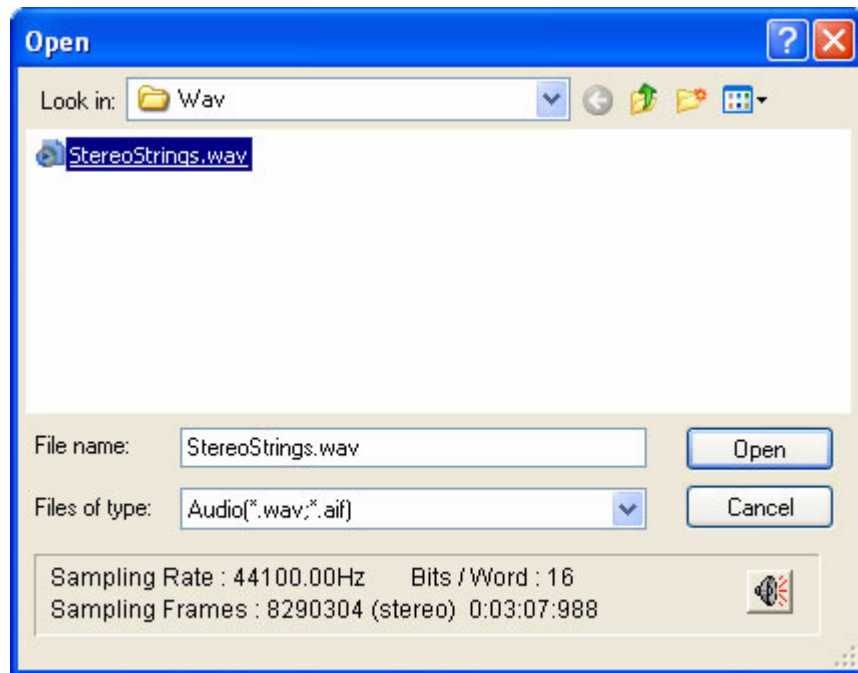 Open
Look in: Wav
StereoStrings.wav
File name: StereoStrings.wav Open
Files of type: Audio(*.wav;*.aif) Cancel
Sampling Rate : 44100.00Hz Bits / Word : 16
Sampling Frames : 8290304 (stereo) 0:03:07:988